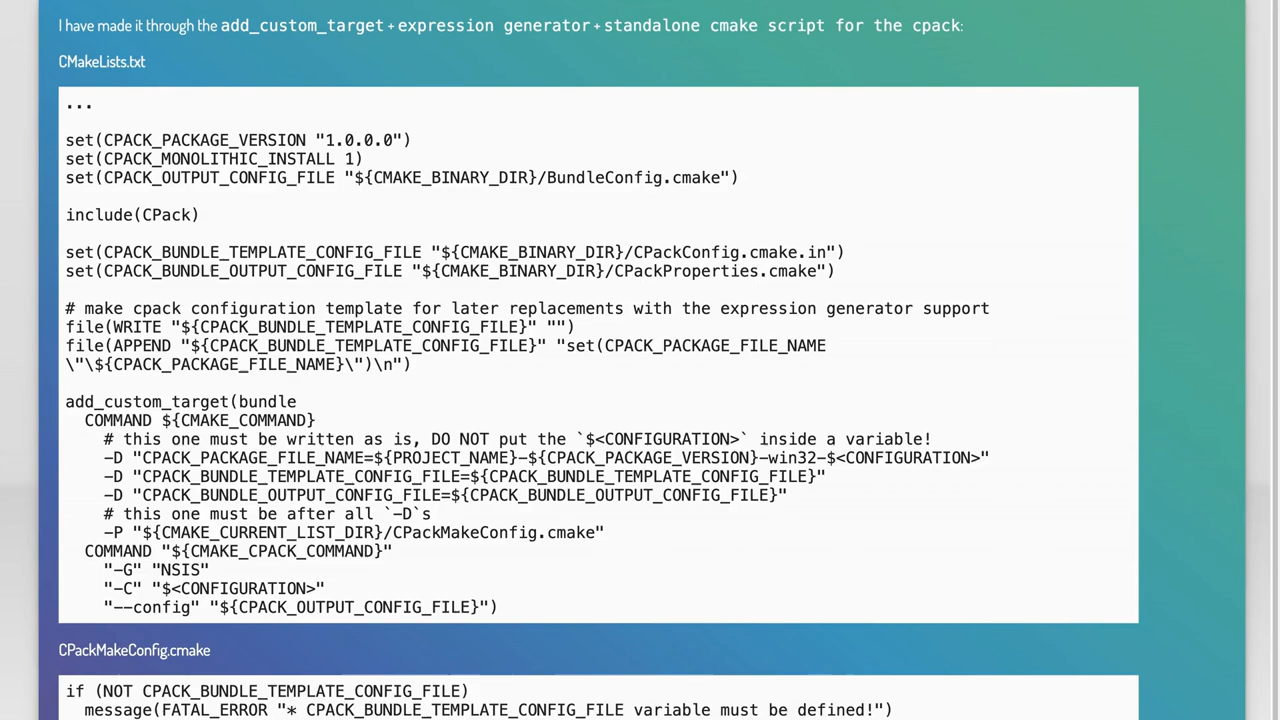 I have made it through the add_custom_target + expression generator + standalone cmake script for the cpack:
CMakeLists.txt
...
set(CPACK_PACKAGE_VERSION "1.0.0.0")
set(CPACK_MONOLITHIC_INSTALL 1)
set(CPACK_OUTPUT_CONFIG_FILE "${CMAKE_BINARY_DIR}/BundleConfig.cmake")
include(CPack)
set(CPACK_BUNDLE_TEMPLATE_CONFIG_FILE "${CMAKE_BINARY_DIR}/CPackConfig.cmake.in")
set(CPACK_BUNDLE_OUTPUT_CONFIG_FILE "${CMAKE_BINARY_DIR}/CPackProperties.cmake")
# make cpack configuration template for later replacements with the expression generator support
file(WRITE "${CPACK_BUNDLE_TEMPLATE_CONFIG_FILE}" "")
file(APPEND "${CPACK_BUNDLE_TEMPLATE_CONFIG_FILE}" "set(CPACK_PACKAGE_FILE_NAME
\"\${CPACK_PACKAGE_FILE_NAME}\")\n")
add_custom_target(bundle
  COMMAND ${CMAKE_COMMAND}
    # this one must be written as is, DO NOT put the `$<CONFIGURATION>` inside a variable!
    -D "CPACK_PACKAGE_FILE_NAME=${PROJECT_NAME}-${CPACK_PACKAGE_VERSION}-win32-$<CONFIGURATION>"
    -D "CPACK_BUNDLE_TEMPLATE_CONFIG_FILE=${CPACK_BUNDLE_TEMPLATE_CONFIG_FILE}"
    -D "CPACK_BUNDLE_OUTPUT_CONFIG_FILE=${CPACK_BUNDLE_OUTPUT_CONFIG_FILE}"
    # this one must be after all `-D`s
    -P "${CMAKE_CURRENT_LIST_DIR}/CPackMakeConfig.cmake"
  COMMAND "${CMAKE_CPACK_COMMAND}"
    "-G" "NSIS"
    "-C" "$<CONFIGURATION>"
    "--config" "${CPACK_OUTPUT_CONFIG_FILE}")
CPackMakeConfig.cmake
if (NOT CPACK_BUNDLE_TEMPLATE_CONFIG_FILE)
  message(FATAL_ERROR "* CPACK_BUNDLE_TEMPLATE_CONFIG_FILE variable must be defined!")